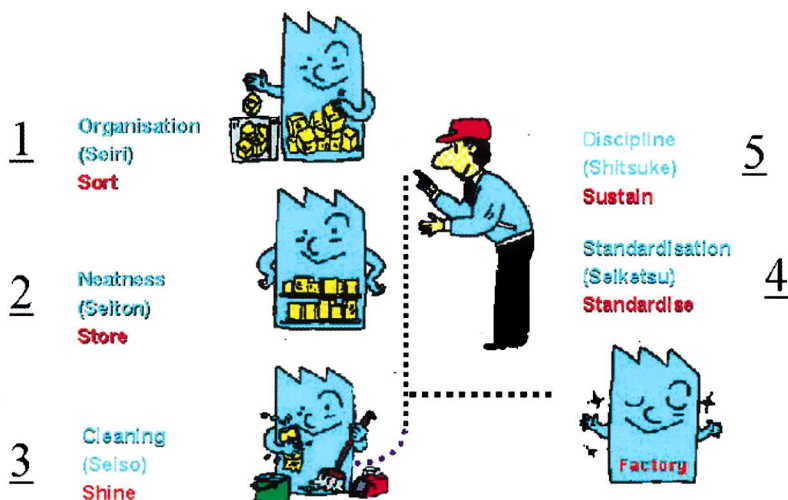 1
Organisation
(Seiri)
Sort
2
Neatness
(Seiton)
Store
3
Cleaning
(Seiso)
Shine
Discipline
(Shitsuke)
Sustain
5
Standardisation
(Seiketsu)
Standardise
4
Factory